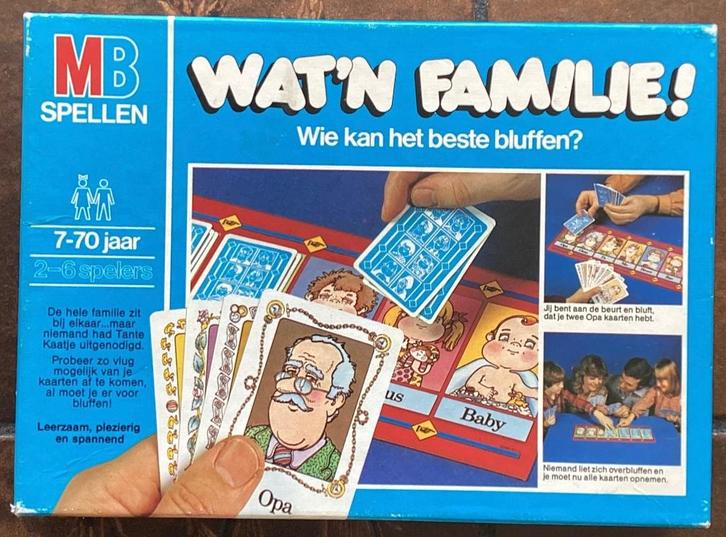 MB
SPELLEN
WAT'N FAMILIE!
Wie kan het beste bluffen?
7-70 jaar
2-6 spelers
De hele familie zit
bij elkaar...maar
niemand had Tante
Kaatje uitgenodigd.
Probeer zo vlug
mogelijk van je
kaarten af te komen,
al moet je er voor
bluffen!
Leerzaam, plezierig
en spannend
us
Baby
Opa
Jij bent aan de beurt en bluft,
dat je twee Opa kaarten hebt.
Niemand liet zich overbluffen en
je moet nu alle kaarten opnemen.